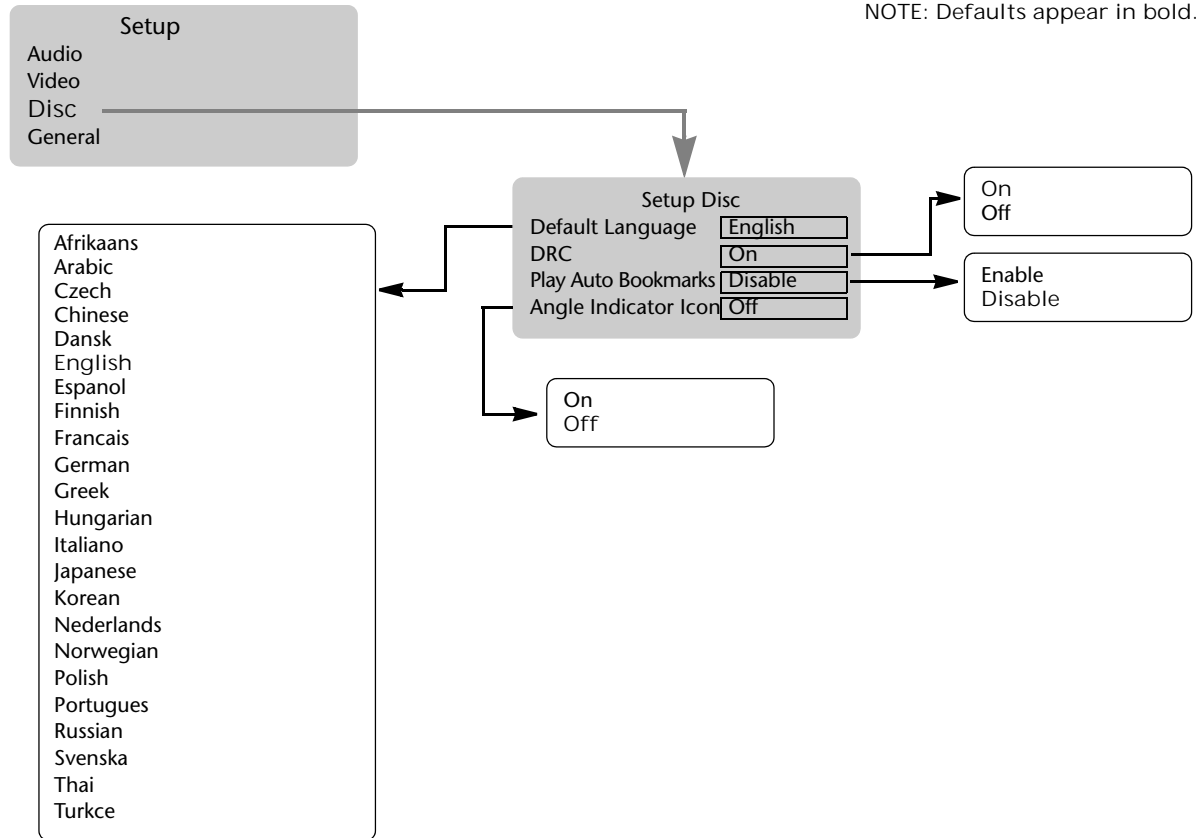 NOTE: Defaults appear in bold.
Setup
Audio
Video
Disc
General
Setup Disc
Default Language English
DRC On
Play Auto Bookmarks Disable
Angle Indicator Icon Off
On
Off
Enable
Disable
On
Off
Afrikaans
Arabic
Czech
Chinese
Dansk
English
Espanol
Finnish
Francais
German
Greek
Hungarian
Italiano
Japanese
Korean
Nederlands
Norwegian
Polish
Portugues
Russian
Svenska
Thai
Turkce